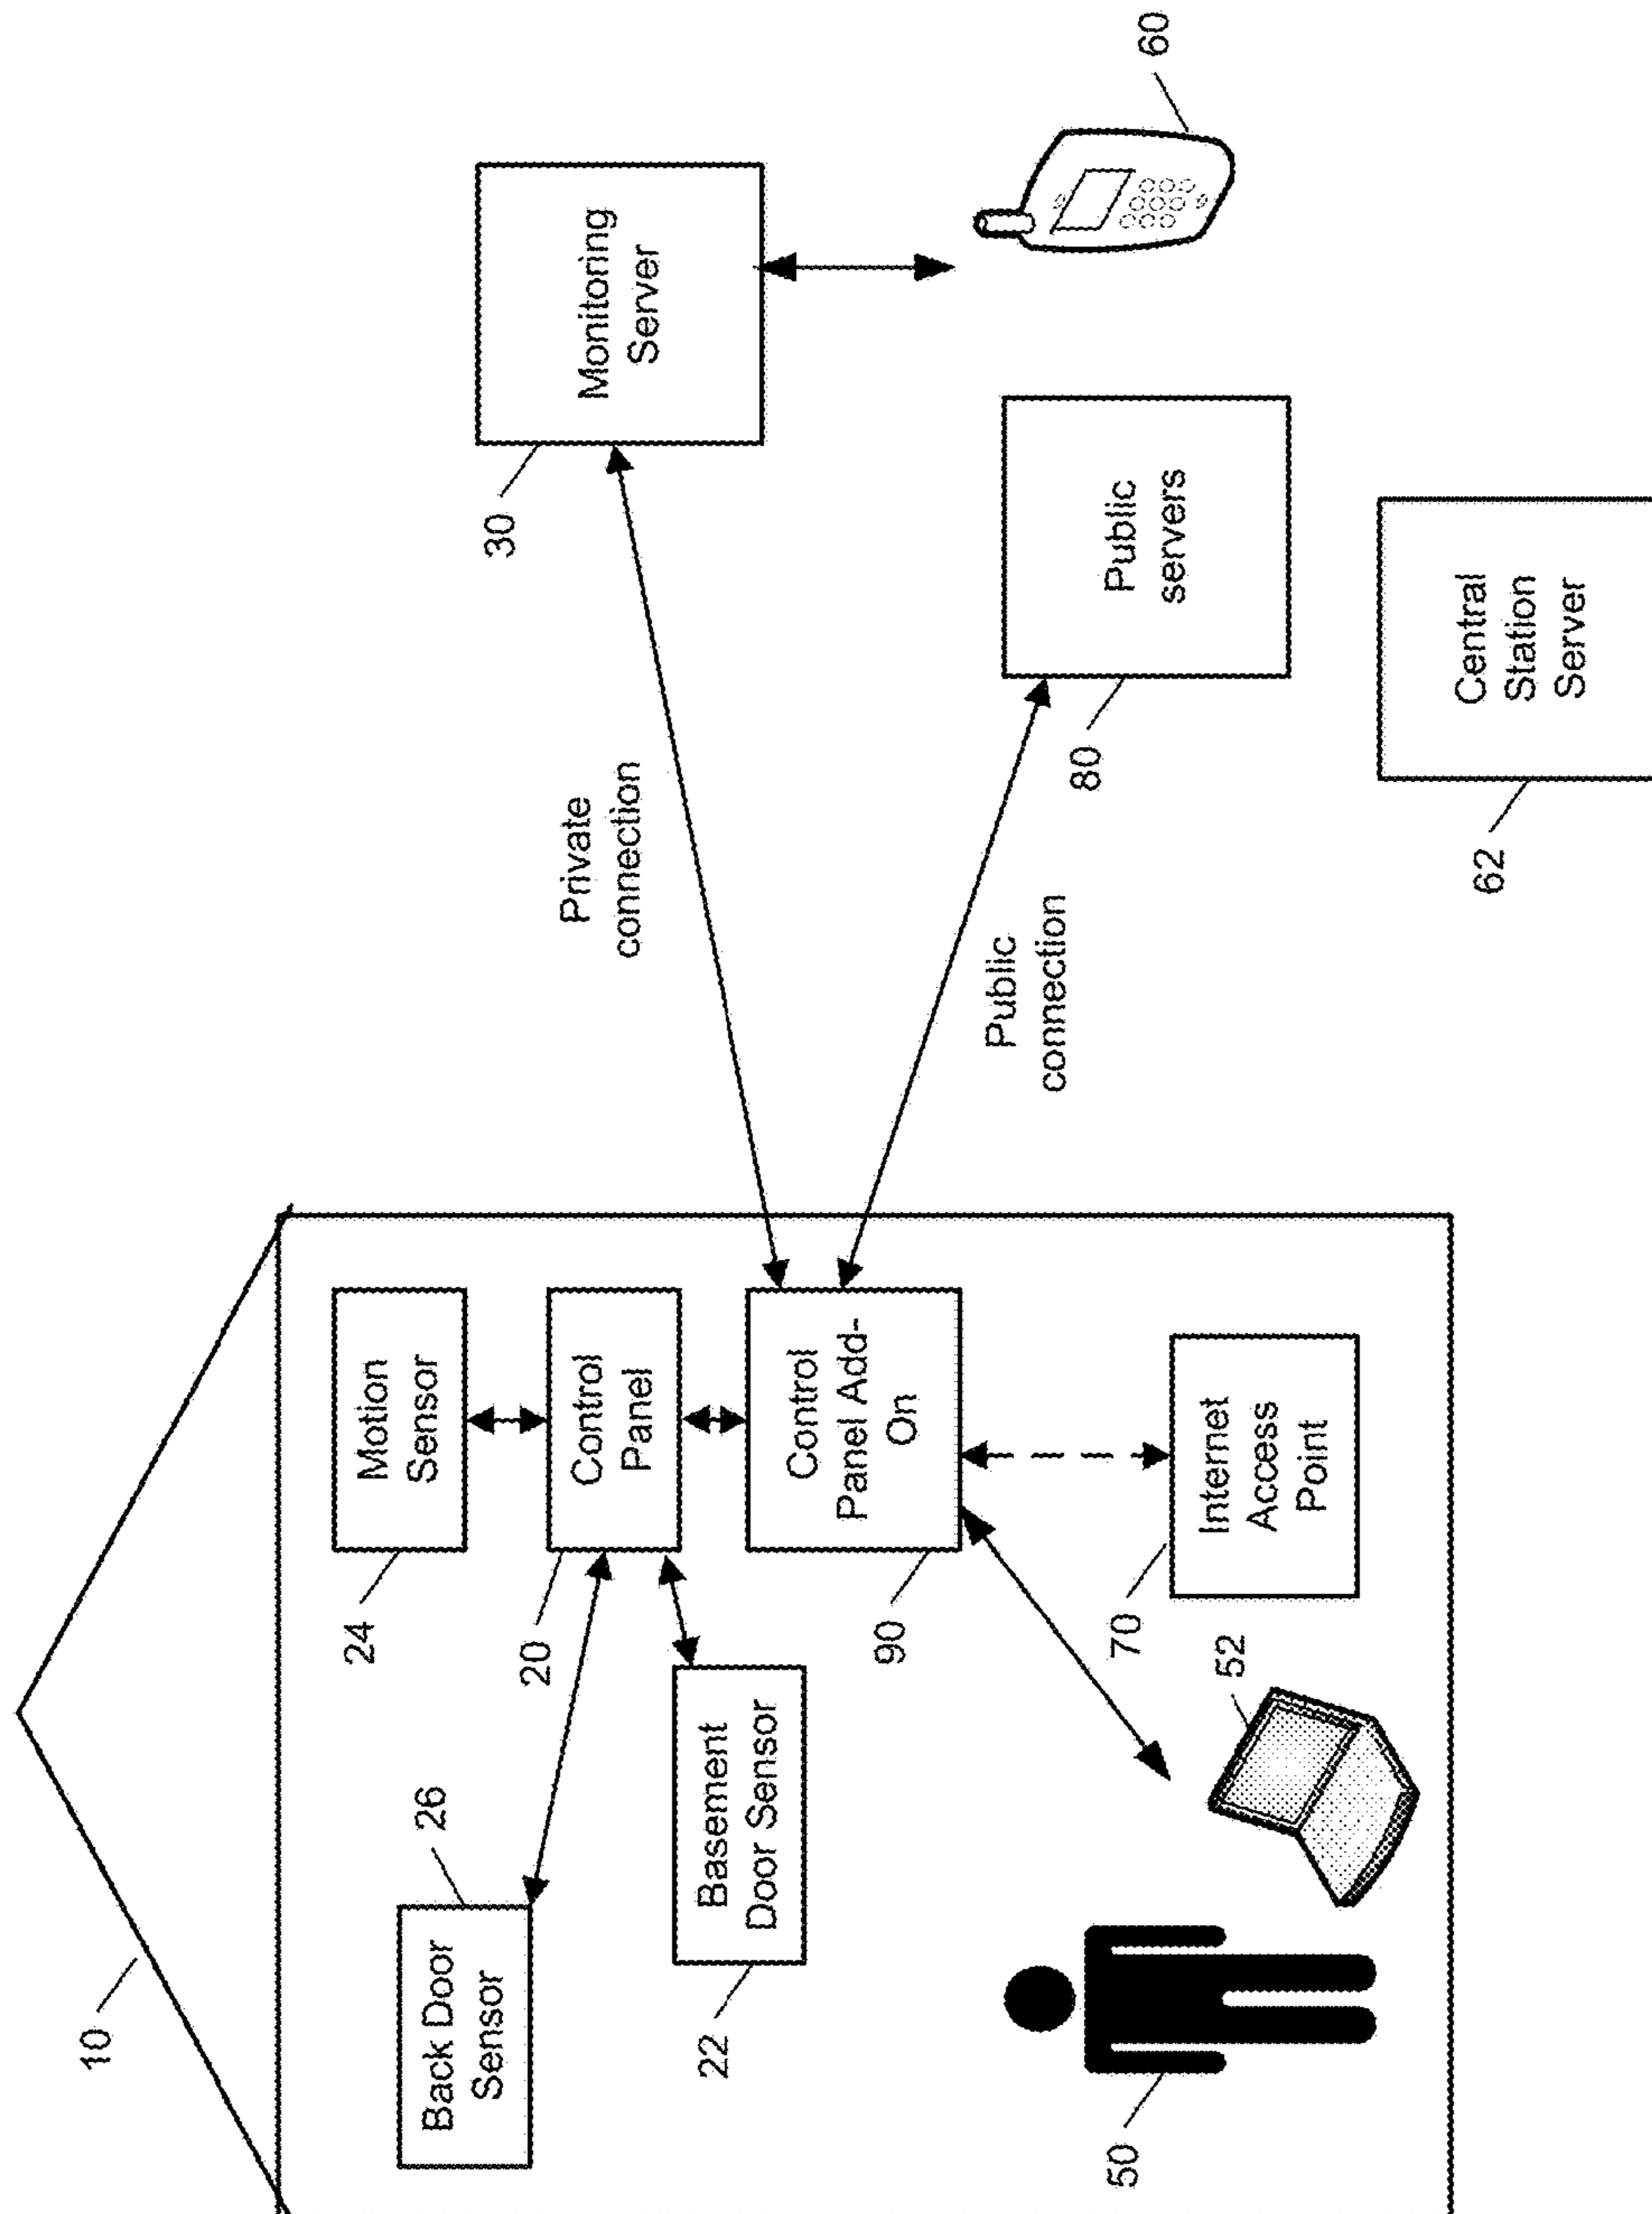 10
Back Door
Sensor
26
Basement
Door Sensor
22
Motion
Sensor
24
Control
Panel
20
Control
Panel Add-
On
90
Internet
Access
Point
70
52
50
Private
connection
Public
connection
Monitoring
Server
30
60
Public
servers
80
Central
Station
Server
62